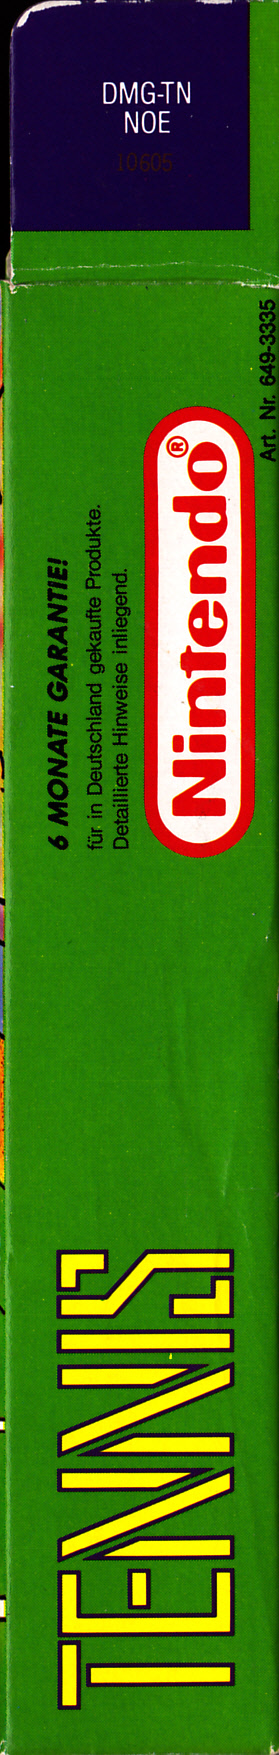 DMG-TN
NOE
10605
Art. Nr. 649-3335
6 MONATE GARANTIE!
für in Deutschland gekaufte Produkte.
Detaillierte Hinweise inliegend.
Nintendo®
TENNIS